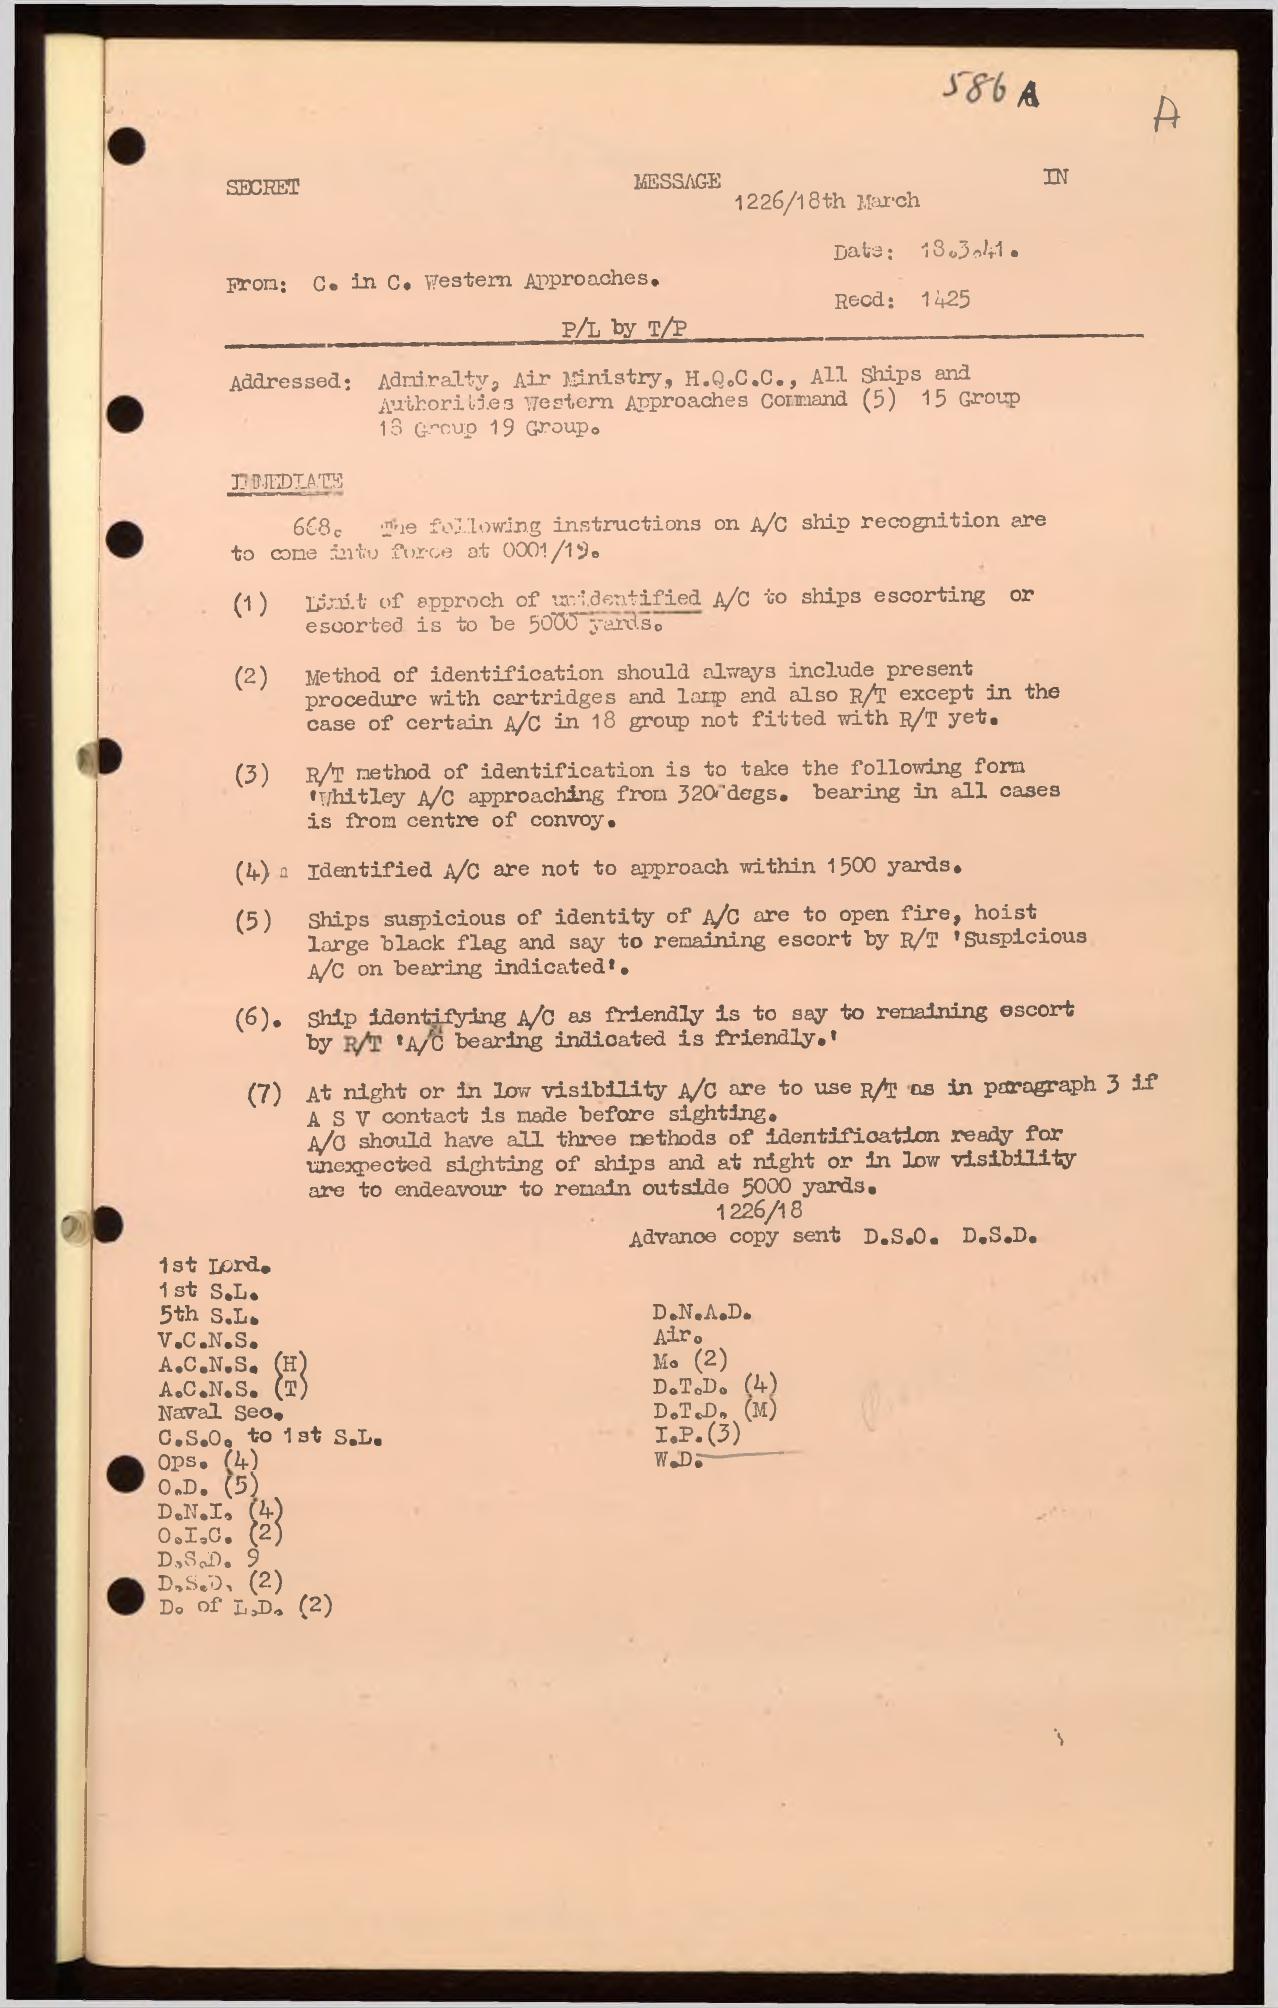 586A
A
SECRET MESSAGE IN
1226/18th March
Date: 18.3.41.
From: C. in C. Western Approaches.
Recd: 1425
P/L by T/P
Addressed: Admiralty, Air Ministry, H.Q.C.C., All Ships and
Authorities Western Approaches Command (5) 15 Group
18 Group 19 Group.
IMMEDIATE
668. The following instructions on A/C ship recognition are
to come into force at 0001/19.
(1) Limit of approch of unidentified A/C to ships escorting or
escorted is to be 5000 yards.
(2) Method of identification should always include present
procedure with cartridges and lamp and also R/T except in the
case of certain A/C in 18 group not fitted with R/T yet.
(3) R/T method of identification is to take the following form
'Whitley A/C approaching from 320 degs. bearing in all cases
is from centre of convoy.
(4) Identified A/C are not to approach within 1500 yards.
(5) Ships suspicious of identity of A/C are to open fire, hoist
large black flag and say to remaining escort by R/T 'Suspicious
A/C on bearing indicated'.
(6). Ship identifying A/C as friendly is to say to remaining escort
by R/T 'A/C bearing indicated is friendly.'
(7) At night or in low visibility A/C are to use R/T as in paragraph 3 if
A S V contact is made before sighting.
A/C should have all three methods of identification ready for
unexpected sighting of ships and at night or in low visibility
are to endeavour to remain outside 5000 yards.
1226/18
Advance copy sent D.S.O. D.S.D.
1st Lord.
1st S.L.
5th S.L.
V.C.N.S.
A.C.N.S. (H)
A.C.N.S. (T)
Naval Sec.
C.S.O. to 1st S.L.
Ops. (4)
O.D. (5)
D.N.I. (4)
O.I.C. (2)
D.S.D. 9
D.S.D. (2)
D. of L.D. (2)
D.N.A.D.
Air.
M. (2)
D.T.D. (4)
D.T.D. (M)
I.P.(3)
W.D.